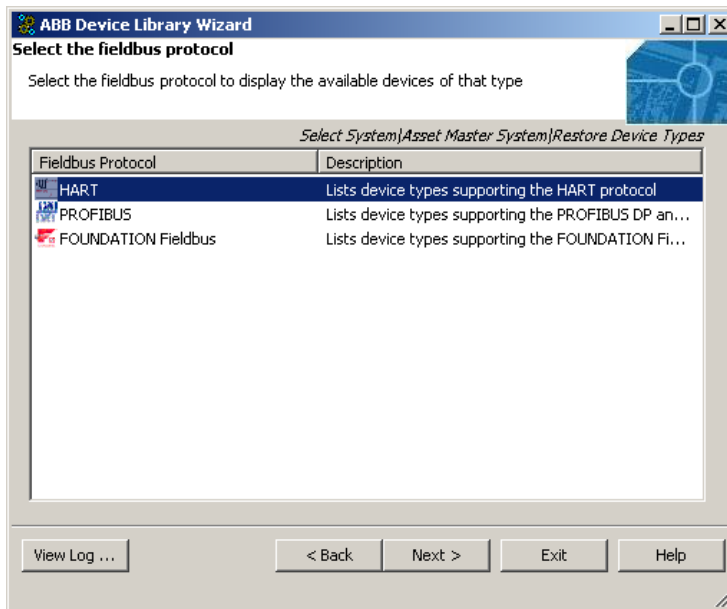 ABB Device Library Wizard
Select the fieldbus protocol
Select the fieldbus protocol to display the available devices of that type
Select System|Asset Master System|Restore Device Types
Fieldbus Protocol Description
HART Lists device types supporting the HART protocol
PROFIBUS Lists device types supporting the PROFIBUS DP an...
FOUNDATION Fieldbus Lists device types supporting the FOUNDATION Fi...
View Log ... < Back Next > Exit Help